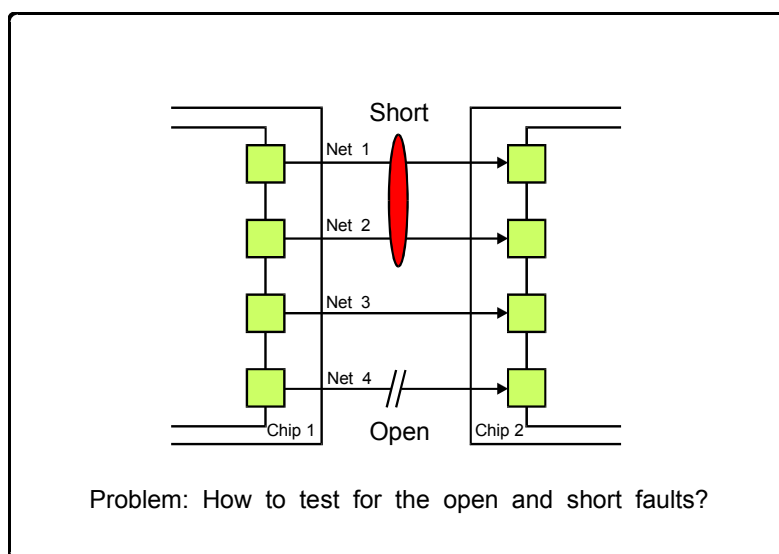 Short
Net 1
Net 2
Net 3
Net 4
Chip 1
Open
Chip 2
Problem: How to test for the open and short faults?